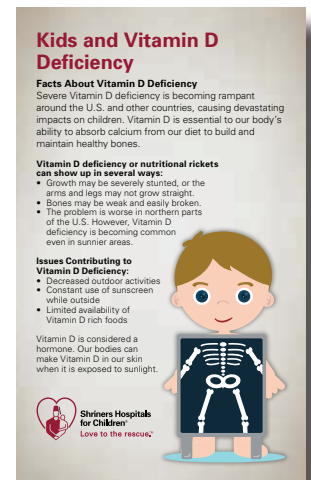 Kids and Vitamin D
Deficiency
Facts About Vitamin D Deficiency
Severe Vitamin D deficiency is becoming rampant
around the U.S. and other countries, causing devastating
impacts on children. Vitamin D is essential to our body's
ability to absorb calcium from our diet to build and
maintain healthy bones.
Vitamin D deficiency or nutritional rickets
can show up in several ways:
• Growth may be severely stunted, or the
arms and legs may not grow straight.
• Bones may be weak and easily broken.
• The problem is worse in northern parts
of the U.S. However, Vitamin D
deficiency is becoming common
even in sunnier areas.
Issues Contributing to
Vitamin D Deficiency:
• Decreased outdoor activities
• Constant use of sunscreen
while outside
• Limited availability of
Vitamin D rich foods
Vitamin D is considered a
hormone. Our bodies can
make Vitamin D in our skin
when it is exposed to sunlight.
Shriners Hospitals
for Children®
Love to the rescue.™